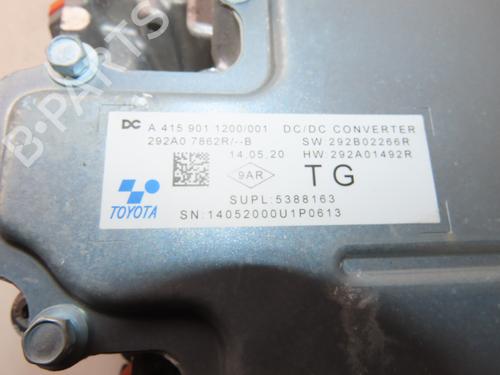 B-PARTS
DC A 415 901 1200/001 DC/DC CONVERTER
292A0 7862R/--B SW:292B02266R
14.05.20 HW:292A01492R
9AR TG
TOYOTA
SUPL:5388163
SN:14052000U1P0613